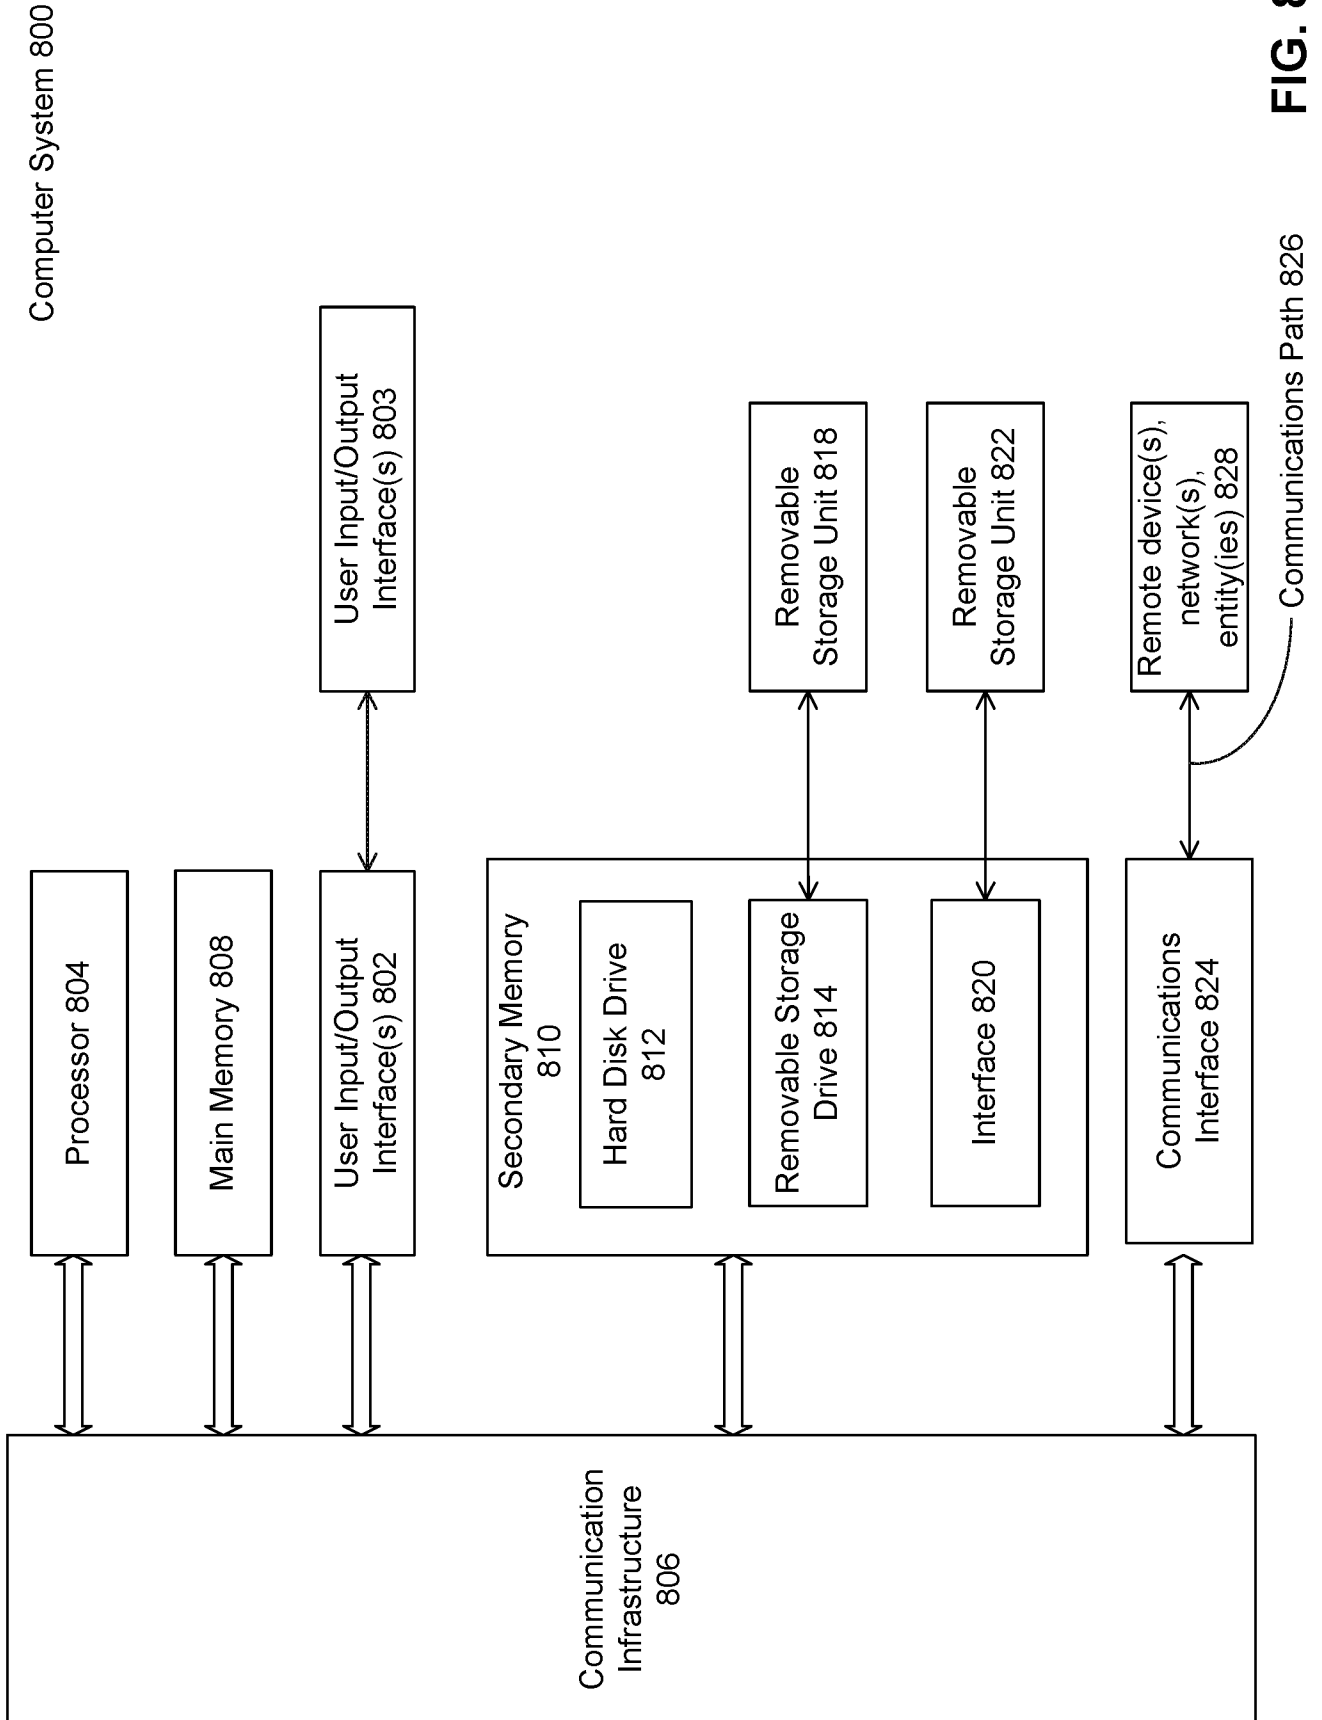 Computer System 800
Processor 804
Main Memory 808
User Input/Output
Interface(s) 802
User Input/Output
Interface(s) 803
Secondary Memory
810
Hard Disk Drive
812
Removable Storage
Drive 814
Removable
Storage Unit 818
Interface 820
Removable
Storage Unit 822
Communications
Interface 824
Remote device(s),
network(s),
entity(ies) 828
Communications Path 826
Communication
Infrastructure
806
FIG. 8